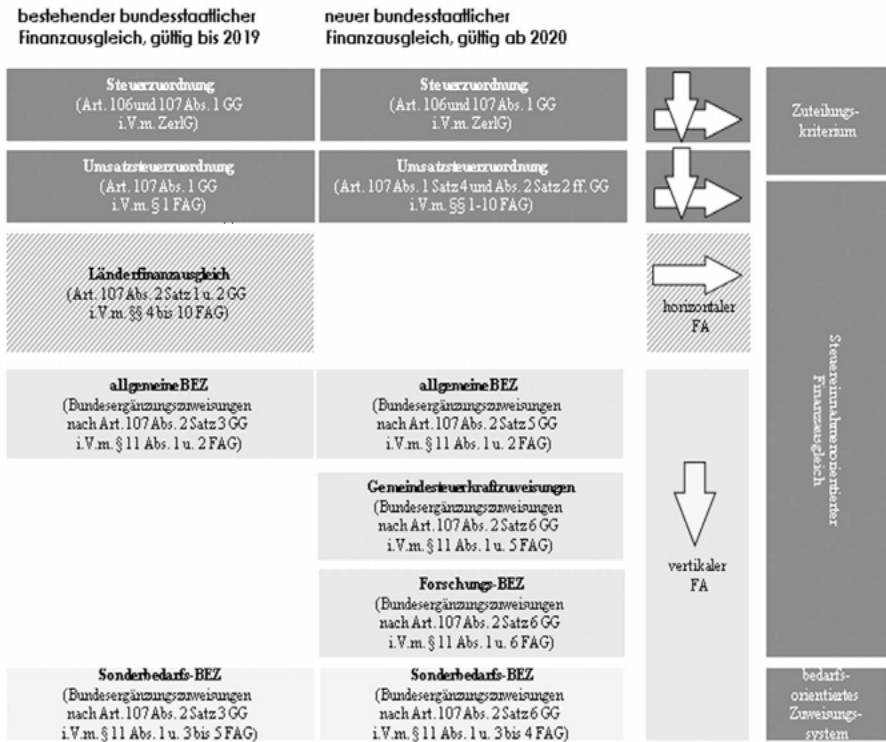 bestehender bundesstaatlicher
Finanzausgleich, gültig bis 2019
neuer bundesstaatlicher
Finanzausgleich, gültig ab 2020
Steuerzuordnung
(Art. 106und 107 Abs. 1 GG
i.V.m. ZerlG)
Steuerzuordnung
(Art. 106und 107 Abs. 1 GG
i.V.m. ZerlG)
Zuteilungs-
kriterium
Umsatzsteuerzuordnung
(Art. 107 Abs. 1 GG
i.V.m. § 1 FAG)
Umsatzsteuerzuordnung
(Art. 107 Abs. 1 Satz 4 und Abs. 2 Satz 2 ff. GG
i.V.m. §§ 1-10 FAG)
Länderfinanzausgleich
(Art. 107 Abs. 2 Satz 1 u. 2 GG
i.V.m. §§ 4 bis 10 FAG)
horizontaler
FA
Steuereinnahmenorientierter
Finanzausgleich
allgemeine BEZ
(Bundesergänzungszuweisungen
nach Art. 107 Abs. 2 Satz 3 GG
i.V.m. § 11 Abs. 1 u. 2 FAG)
allgemeine BEZ
(Bundesergänzungszuweisungen
nach Art. 107 Abs. 2 Satz 5 GG
i.V.m. § 11 Abs. 1 u. 2 FAG)
Gemeindesteuerkraftzuweisungen
(Bundesergänzungszuweisungen
nach Art. 107 Abs. 2 Satz 6 GG
i.V.m. § 11 Abs. 1 u. 5 FAG)
vertikaler
FA
Forschungs-BEZ
(Bundesergänzungszuweisungen
nach Art. 107 Abs. 2 Satz 6 GG
i.V.m. § 11 Abs. 1 u. 6 FAG)
Sonderbedarfs-BEZ
(Bundesergänzungszuweisungen
nach Art. 107 Abs. 2 Satz 3 GG
i.V.m. § 11 Abs. 1 u. 3 bis 5 FAG)
Sonderbedarfs-BEZ
(Bundesergänzungszuweisungen
nach Art. 107 Abs. 2 Satz 6 GG
i.V.m. § 11 Abs. 1 u. 3 bis 4 FAG)
bedarfs-
orientiertes
Zuweisungs-
system